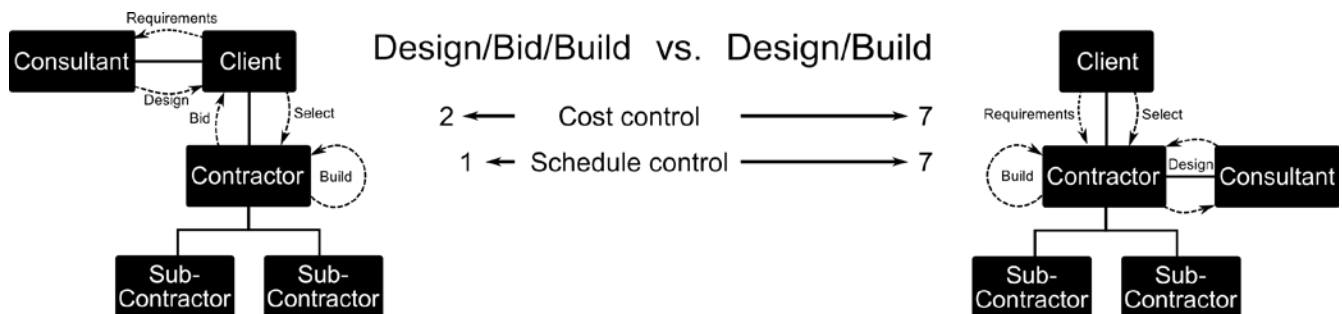 Requirements
Consultant
Client
Design
Bid
Select
Contractor
Build
Sub-
Contractor
Sub-
Contractor
Design/Bid/Build vs. Design/Build
2 Cost control 7
1 Schedule control 7
Client
Requirements
Select
Build
Contractor
Design
Consultant
Sub-
Contractor
Sub-
Contractor